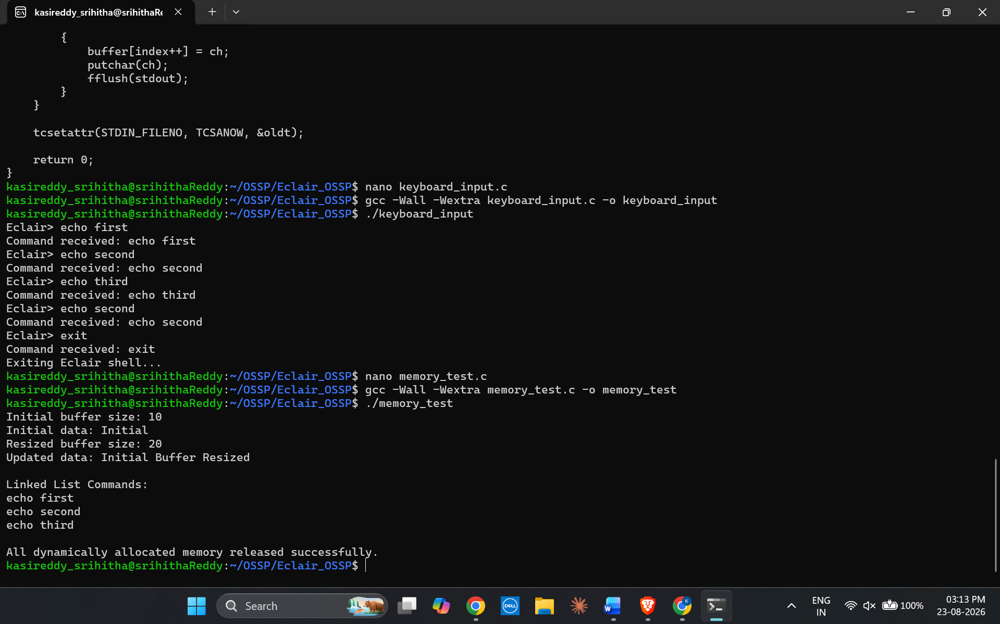 kasireddy_srihitha@srihithaRe
        {
            buffer[index++] = ch;
            putchar(ch);
            fflush(stdout);
        }
    }
    tcsetattr(STDIN_FILENO, TCSANOW, &oldt);
    return 0;
}
kasireddy_srihitha@srihithaReddy:~/OSSP/Eclair_OSSP$ nano keyboard_input.c
kasireddy_srihitha@srihithaReddy:~/OSSP/Eclair_OSSP$ gcc -Wall -Wextra keyboard_input.c -o keyboard_input
kasireddy_srihitha@srihithaReddy:~/OSSP/Eclair_OSSP$ ./keyboard_input
Eclair> echo first
Command received: echo first
Eclair> echo second
Command received: echo second
Eclair> echo third
Command received: echo third
Eclair> echo second
Command received: echo second
Eclair> exit
Command received: exit
Exiting Eclair shell...
kasireddy_srihitha@srihithaReddy:~/OSSP/Eclair_OSSP$ nano memory_test.c
kasireddy_srihitha@srihithaReddy:~/OSSP/Eclair_OSSP$ gcc -Wall -Wextra memory_test.c -o memory_test
kasireddy_srihitha@srihithaReddy:~/OSSP/Eclair_OSSP$ ./memory_test
Initial buffer size: 10
Initial data: Initial
Resized buffer size: 20
Updated data: Initial Buffer Resized
Linked List Commands:
echo first
echo second
echo third
All dynamically allocated memory released successfully.
kasireddy_srihitha@srihithaReddy:~/OSSP/Eclair_OSSP$
Search
DELL
W
K
ENG
IN
100%
03:13 PM
23-08-2026